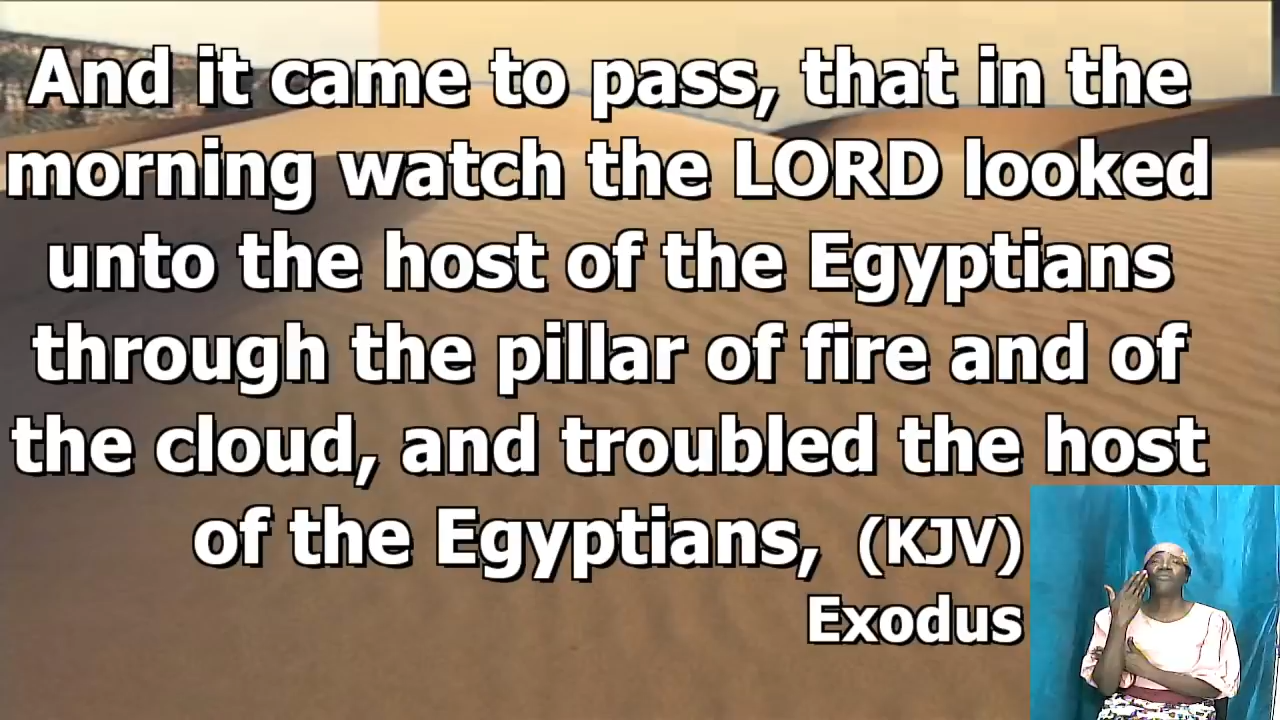 And it came to pass, that in the
morning watch the LORD looked
unto the host of the Egyptians
through the pillar of fire and of
the cloud, and troubled the host
of the Egyptians, (KJV)
Exodus